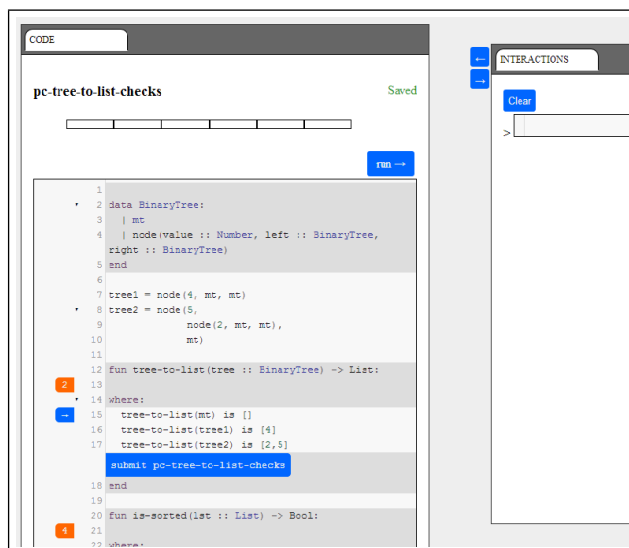 CODE
INTERACTIONS
pc-tree-to-list-checks
Saved
Clear
>
run →
1
2 data BinaryTree:
3 | mt
4 | node(value :: Number, left :: BinaryTree,
right :: BinaryTree)
5 end
6
7 tree1 = node(4, mt, mt)
8 tree2 = node(5,
9 node(2, mt, mt),
10 mt)
11
12 fun tree-to-list(tree :: BinaryTree) -> List:
2 13
14 where:
→ 15 tree-to-list(mt) is []
16 tree-to-list(tree1) is [4]
17 tree-to-list(tree2) is [2,5]
submit pc-tree-to-list-checks
18 end
19
20 fun is-sorted(lst :: List) -> Bool:
4 21
22 where: